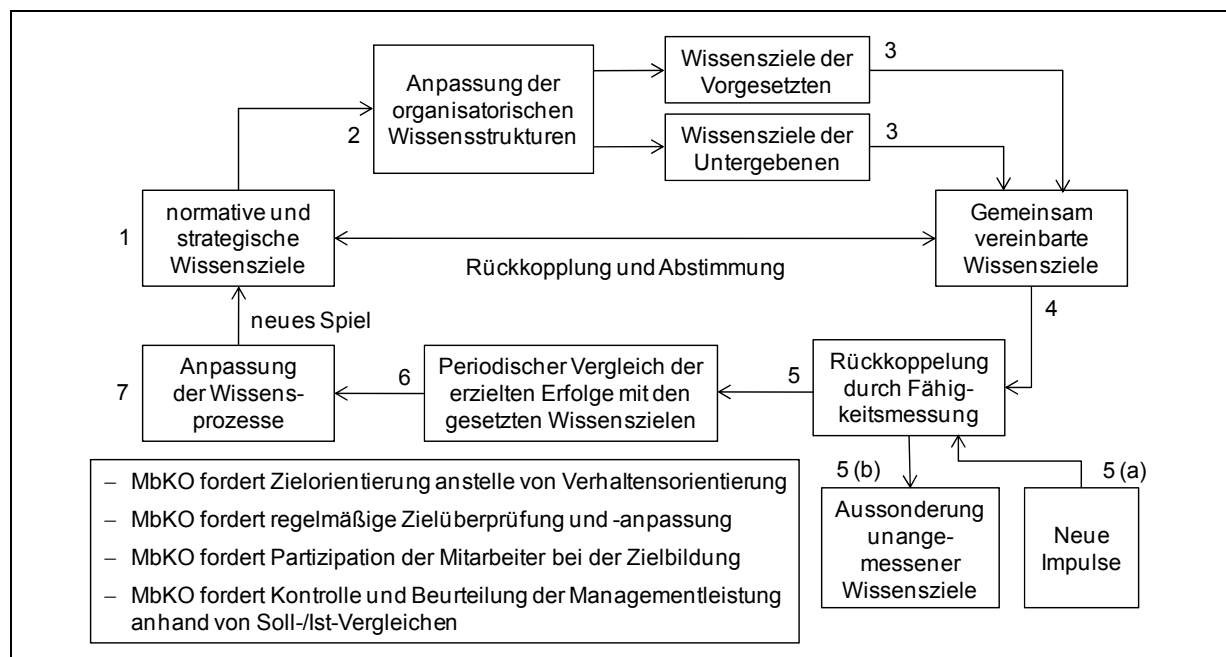 Anpassung der
organisatorischen
Wissensstrukturen
2
Wissensziele der
Vorgesetzten
3
Wissensziele der
Untergebenen
3
1
normative und
strategische
Wissensziele
Gemeinsam
vereinbarte
Wissensziele
Rückkopplung und Abstimmung
4
neues Spiel
Anpassung
der Wissens-
prozesse
7
6
Periodischer Vergleich der
erzielten Erfolge mit den
gesetzten Wissenszielen
5
Rückkoppelung
durch Fähig-
keitsmessung
5 (b)
5 (a)
Aussonderung
unange-
messener
Wissensziele
Neue
Impulse
– MbKO fordert Zielorientierung anstelle von Verhaltensorientierung
– MbKO fordert regelmäßige Zielüberprüfung und -anpassung
– MbKO fordert Partizipation der Mitarbeiter bei der Zielbildung
– MbKO fordert Kontrolle und Beurteilung der Managementleistung
anhand von Soll-/Ist-Vergleichen